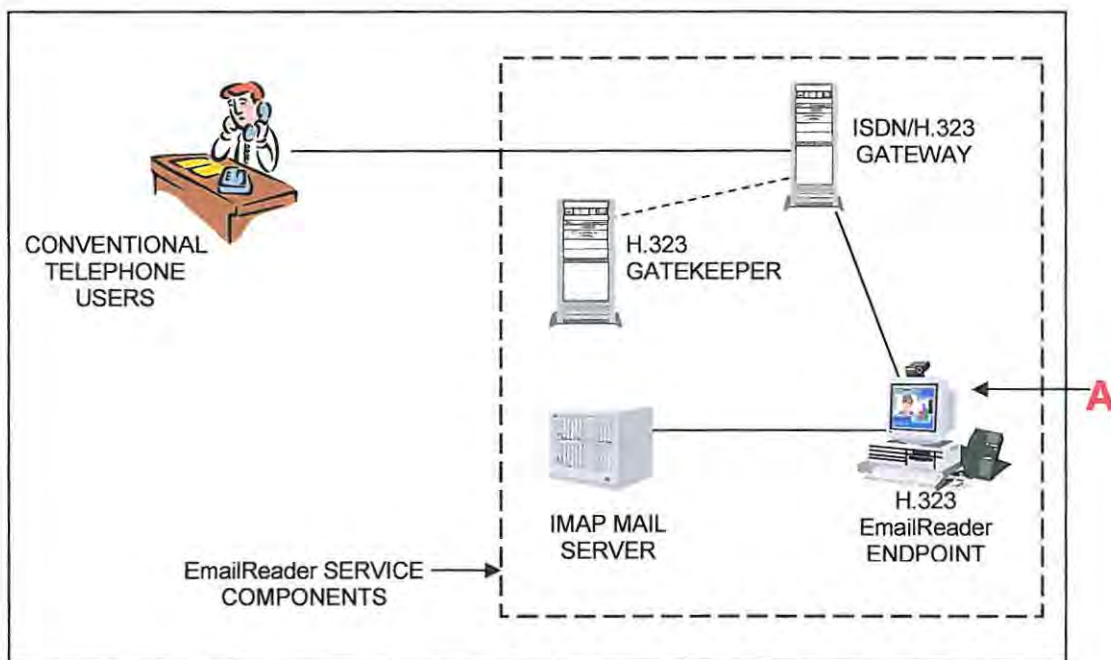 ISDN/H.323
GATEWAY
CONVENTIONAL
TELEPHONE
USERS
H.323
GATEKEEPER
A
IMAP MAIL
SERVER
H.323
EmailReader
ENDPOINT
EmailReader SERVICE
COMPONENTS